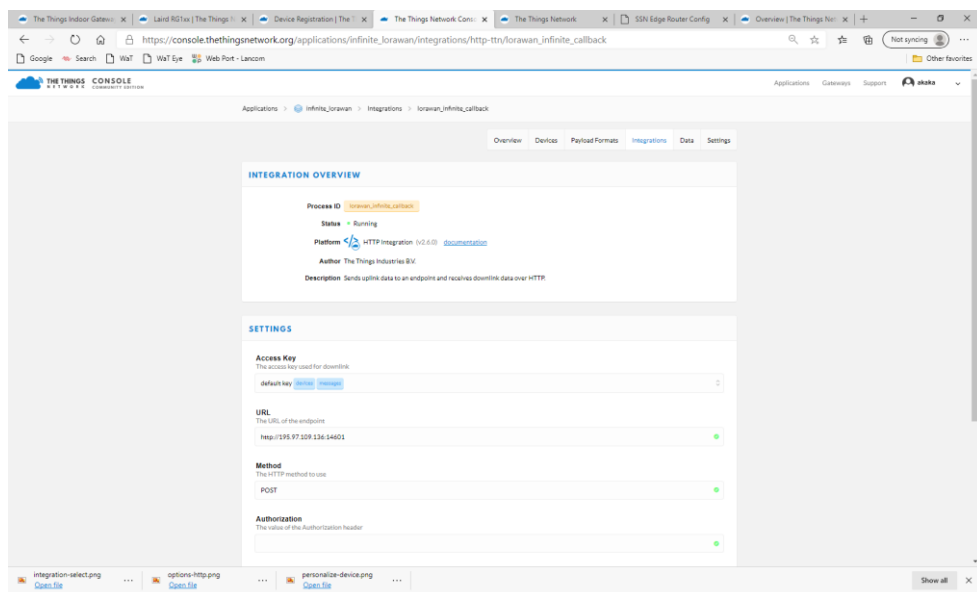 The Things Indoor Gatewa
Laird RG1xx | The Things N
Device Registration | The T
The Things Network Conso
The Things Network
SSN Edge Router Config
Overview | The Things Net
https://console.thethingsnetwork.org/applications/infinite_lorawan/integrations/http-ttn/lorawan_infinite_callback
Not syncing
Google
Search
WaT
WaT Eye
Web Port - Lancom
Other favorites
THE THINGS NETWORK
CONSOLE COMMUNITY EDITION
Applications
Gateways
Support
akaka
Applications > infinite_lorawan > Integrations > lorawan_infinite_callback
Overview
Devices
Payload Formats
Integrations
Data
Settings
INTEGRATION OVERVIEW
Process ID lorawan_infinite_callback
Status Running
Platform HTTP Integration (v2.6.0) documentation
Author The Things Industries B.V.
Description Sends uplink data to an endpoint and receives downlink data over HTTP.
SETTINGS
Access Key
The access key used for downlink
default key devices messages
URL
The URL of the endpoint
http://195.97.109.136:14601
Method
The HTTP method to use
POST
Authorization
The value of the Authorization header
integration-select.png
Open file
options-http.png
Open file
personalize-device.png
Open file
Show all